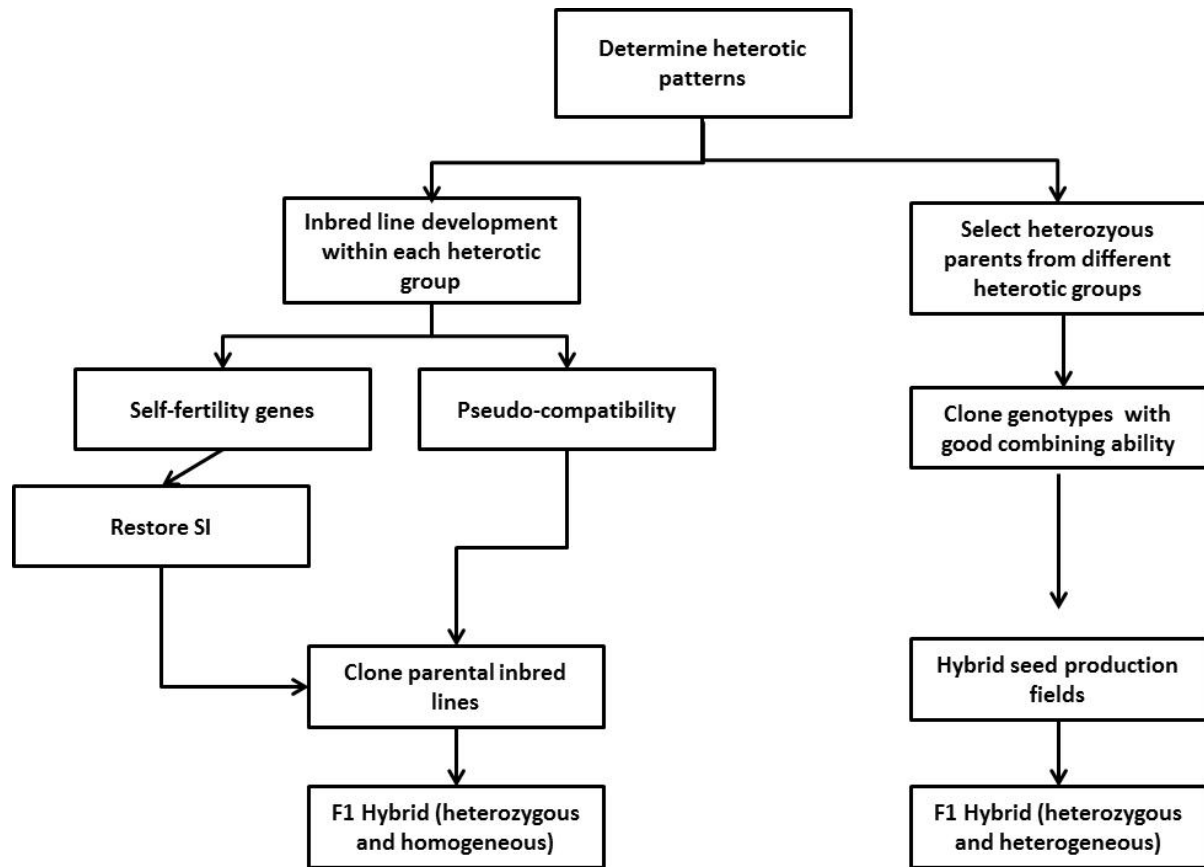 Determine heterotic
patterns
Inbred line development
within each heterotic
group
Select heterozyous
parents from different
heterotic groups
Self-fertility genes
Pseudo-compatibility
Clone genotypes with
good combining ability
Restore SI
Clone parental inbred
lines
Hybrid seed production
fields
F1 Hybrid (heterozygous
and homogeneous)
F1 Hybrid (heterozygous
and heterogeneous)